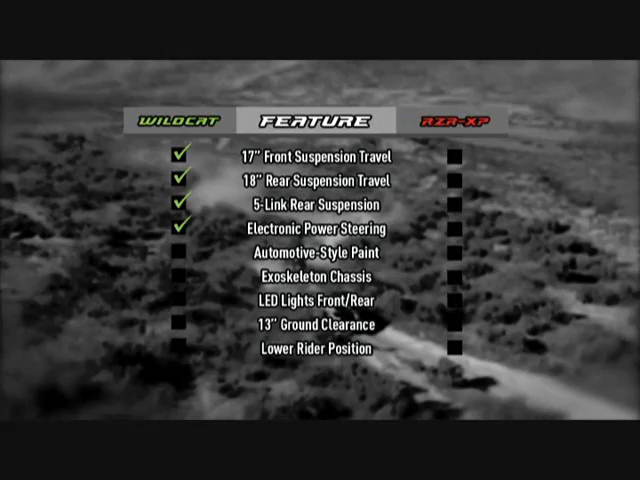 WILDCAT FEATURE RZR-XP
17" Front Suspension Travel
18" Rear Suspension Travel
5-Link Rear Suspension
Electronic Power Steering
Automotive-Style Paint
Exoskeleton Chassis
LED Lights Front/Rear
13" Ground Clearance
Lower Rider Position